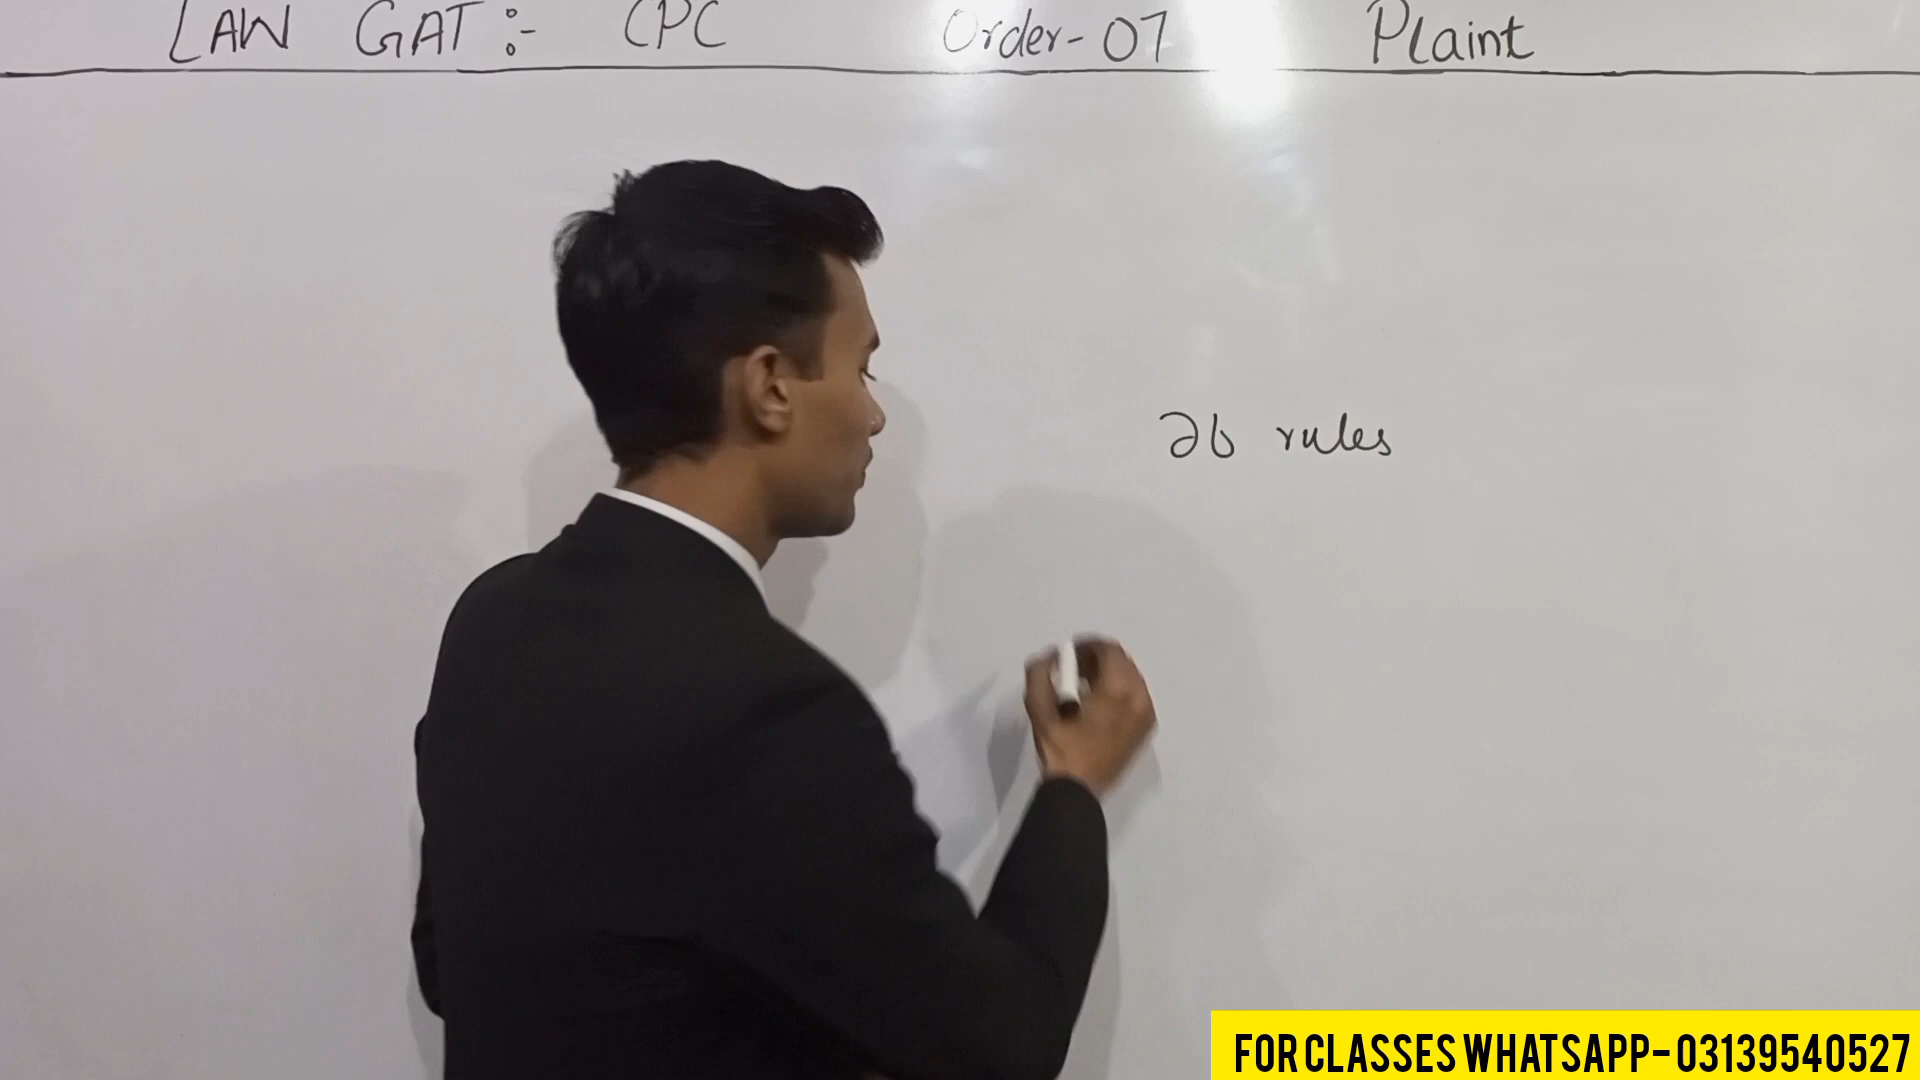 LAW GAT :- CPC Order-07 Plaint
26 rules
FOR CLASSES WHATSAPP-03139540527